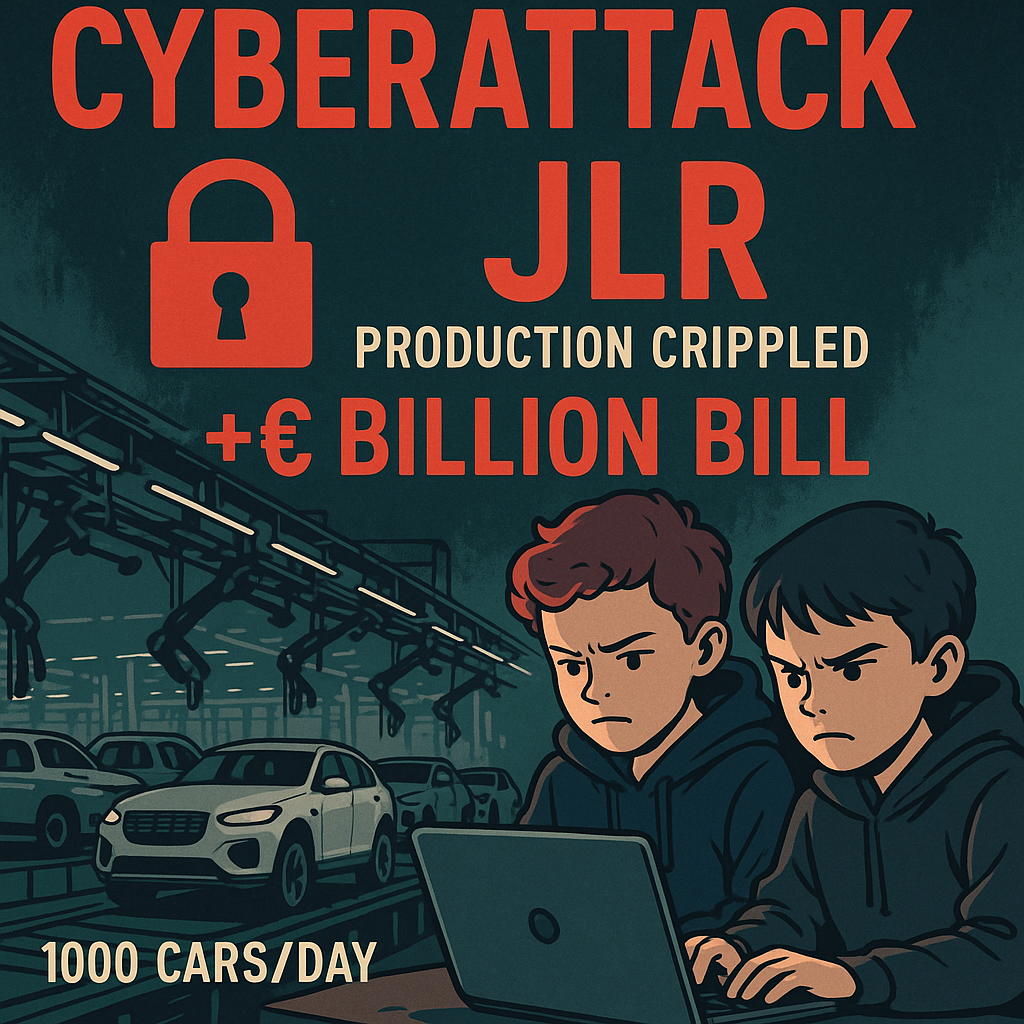 CYBERATTACK
JLR
PRODUCTION CRIPPLED
+€ BILLION BILL
1000 CARS/DAY